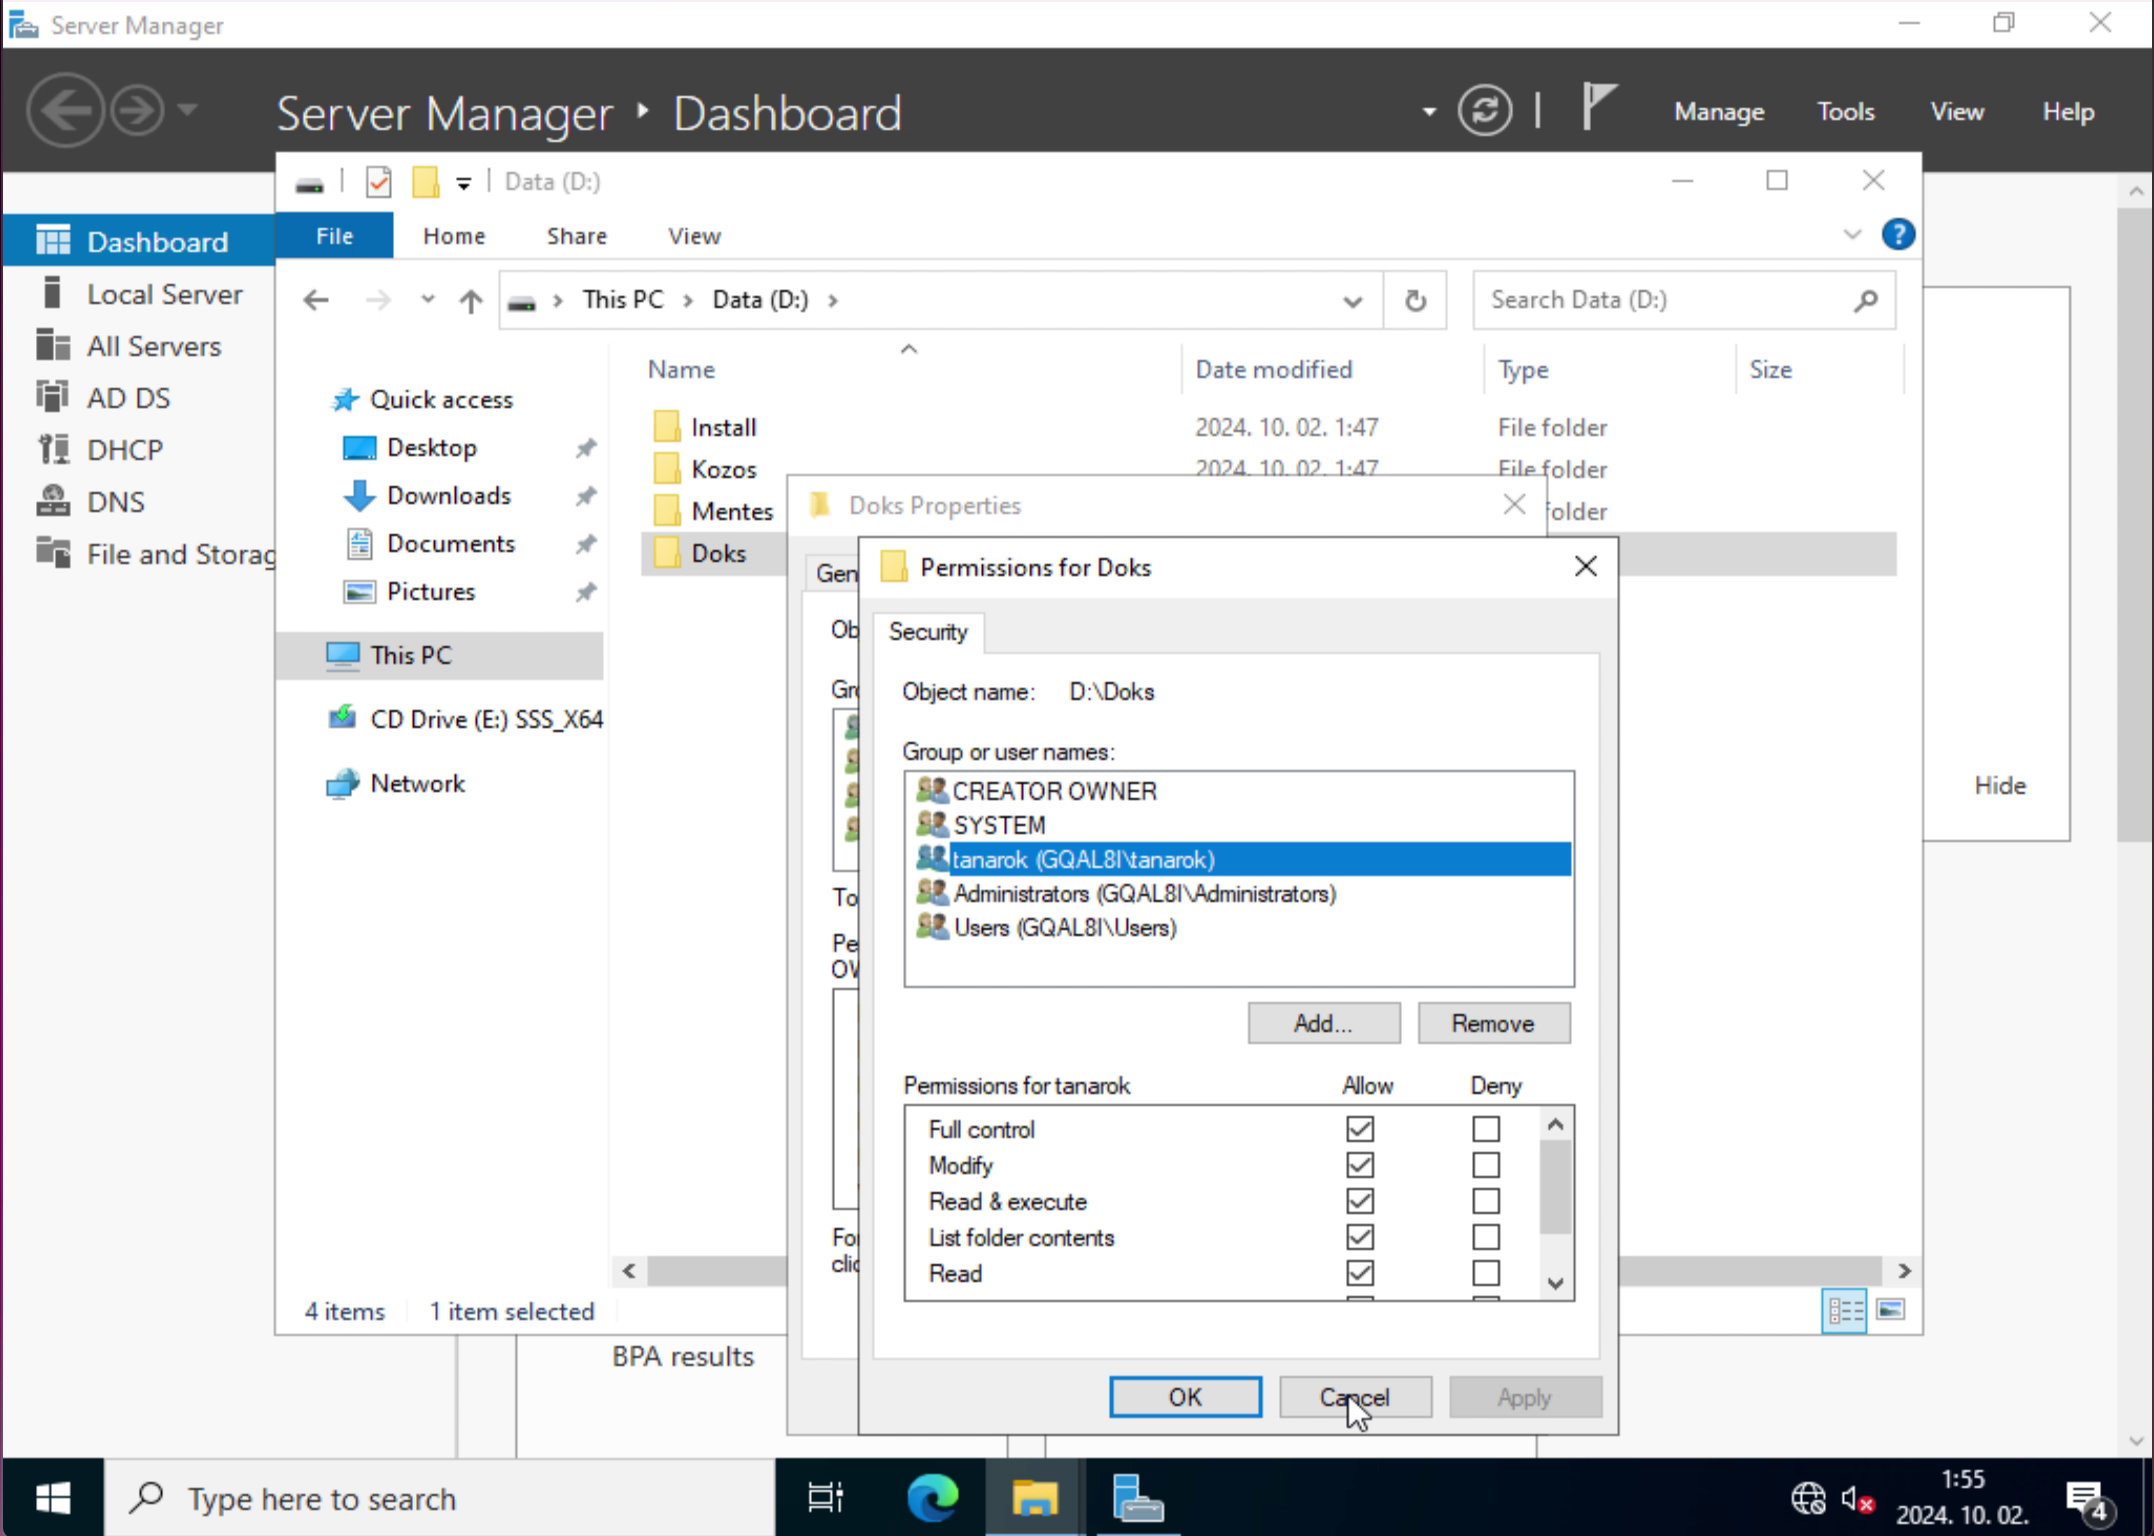 Server Manager
Server Manager
Dashboard
Manage
Tools
View
Help
Data (D:)
File
Home
Share
View
?
This PC
Data (D:)
Search Data (D:)
Dashboard
Local Server
All Servers
AD DS
DHCP
DNS
File and Storag
Quick access
Desktop
Downloads
Documents
Pictures
This PC
CD Drive (E:) SSS_X64
Network
Name
Date modified
Type
Size
Install
2024. 10. 02. 1:47
File folder
Kozos
2024. 10. 02. 1:47
File folder
Mentes
folder
Doks
Doks Properties
Gen
Ob
Gro
To
Pe
OW
For
clic
Permissions for Doks
Security
Object name: D:\Doks
Group or user names:
CREATOR OWNER
SYSTEM
tanarok (GQAL8I\tanarok)
Administrators (GQAL8I\Administrators)
Users (GQAL8I\Users)
Add...
Remove
Permissions for tanarok
Allow
Deny
Full control
Modify
Read & execute
List folder contents
Read
OK
Cancel
Apply
Hide
4 items
1 item selected
BPA results
Type here to search
1:55
2024. 10. 02.
4